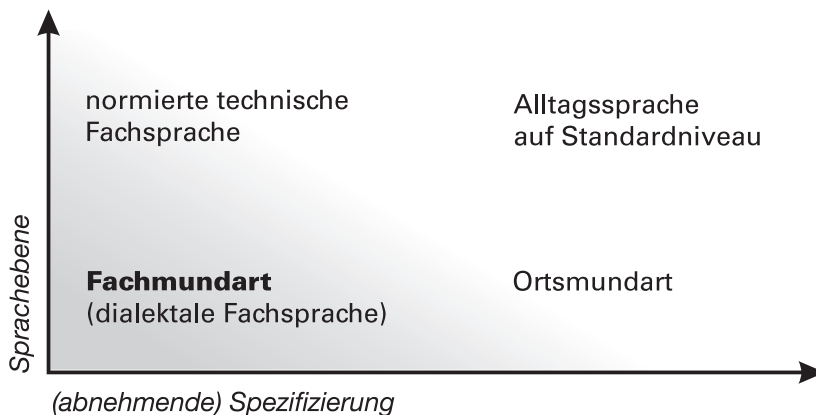 normierte technische
Fachsprache
Alltagssprache
auf Standardniveau
Sprachebene
Fachmundart
(dialektale Fachsprache)
Ortsmundart
(abnehmende) Spezifizierung